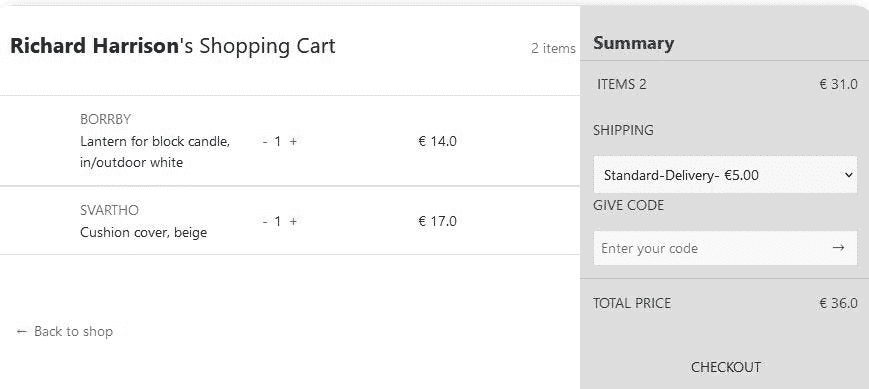 Richard Harrison's Shopping Cart
2 items
BORRBY
Lantern for block candle,
in/outdoor white
- 1 +
€ 14.0
SVARTHO
Cushion cover, beige
- 1 +
€ 17.0
← Back to shop
Summary
ITEMS 2
€ 31.0
SHIPPING
Standard-Delivery- €5.00
GIVE CODE
Enter your code →
TOTAL PRICE
€ 36.0
CHECKOUT